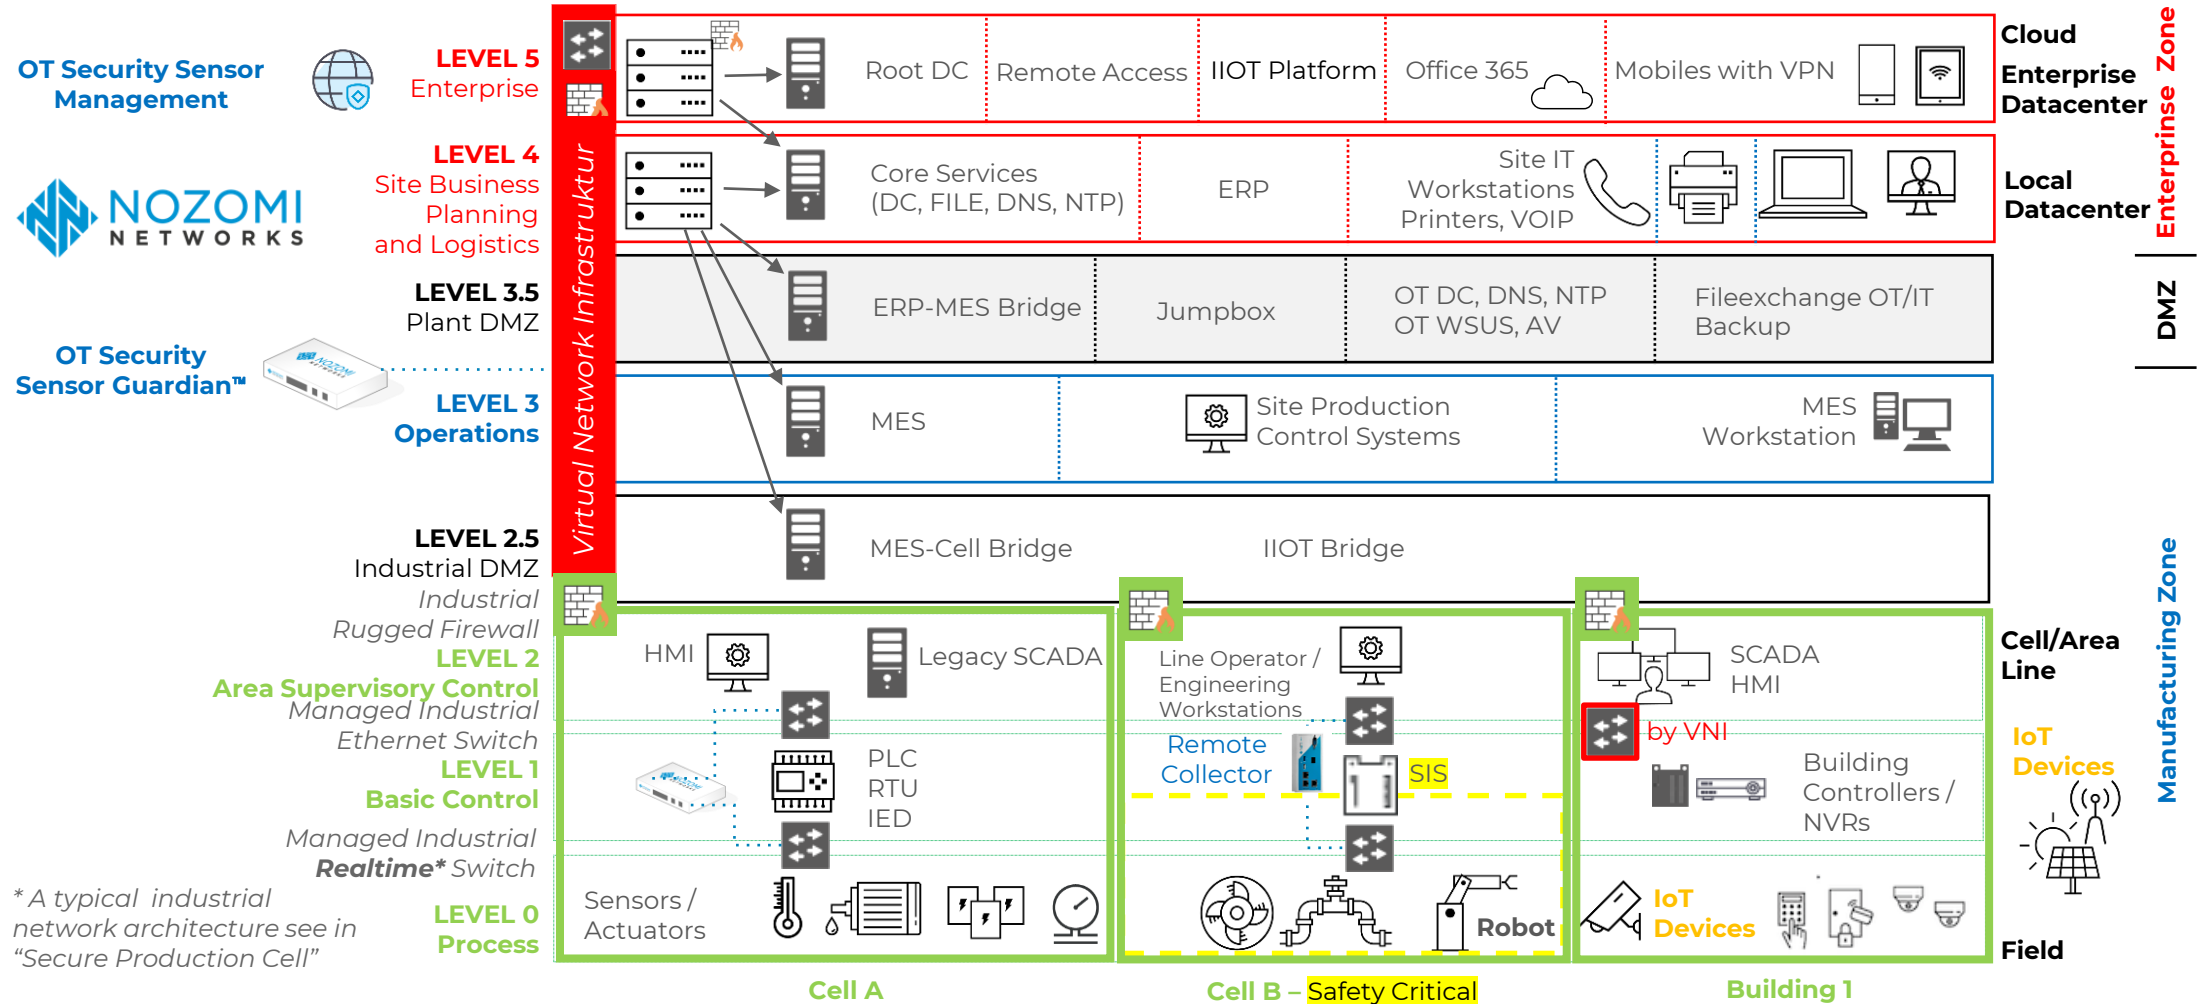 OT Security Sensor
Management
LEVEL 5
Enterprise
Root DC
Remote Access
IIOT Platform
Office 365
Mobiles with VPN
Cloud
Enterprise
Datacenter
Enterprinse Zone
NOZOMI
NETWORKS
LEVEL 4
Site Business
Planning
and Logistics
Virtual Network Infrastruktur
Core Services
(DC, FILE, DNS, NTP)
ERP
Site IT
Workstations
Printers, VOIP
Local
Datacenter
LEVEL 3.5
Plant DMZ
ERP-MES Bridge
Jumpbox
OT DC, DNS, NTP
OT WSUS, AV
Fileexchange OT/IT
Backup
DMZ
OT Security
Sensor Guardian™
NOZOMI
NETWORKS
LEVEL 3
Operations
MES
Site Production
Control Systems
MES
Workstation
LEVEL 2.5
Industrial DMZ
MES-Cell Bridge
IIOT Bridge
Industrial
Rugged Firewall
LEVEL 2
Area Supervisory Control
HMI
Legacy SCADA
Line Operator /
Engineering
Workstations
SCADA
HMI
Cell/Area
Line
Manufacturing Zone
Managed Industrial
Ethernet Switch
by VNI
LEVEL 1
Basic Control
PLC
RTU
IED
Remote
Collector
SIS
Building
Controllers /
NVRs
IoT
Devices
Managed Industrial
Realtime* Switch
* A typical industrial
network architecture see in
“Secure Production Cell”
LEVEL 0
Process
Sensors /
Actuators
Robot
IoT
Devices
Field
Cell A
Cell B – Safety Critical
Building 1